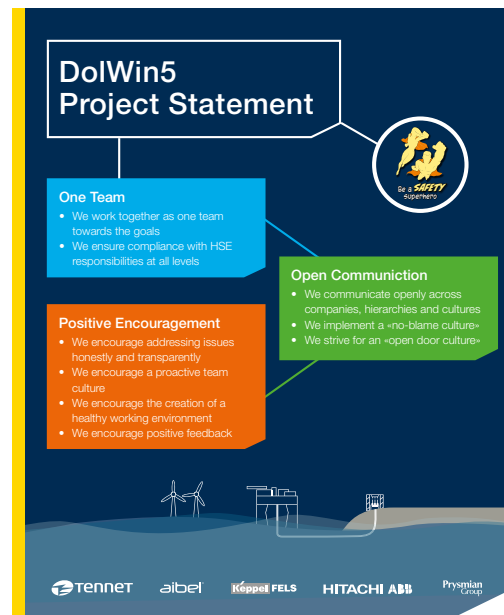 DolWin5
Project Statement
Be a SAFETY
superhero
One Team
• We work together as one team
towards the goals
• We ensure compliance with HSE
responsibilities at all levels
Open Communiction
• We communicate openly across
companies, hierarchies and cultures
• We implement a «no-blame culture»
• We strive for an «open door culture»
Positive Encouragement
• We encourage addressing issues
honestly and transparently
• We encourage a proactive team
culture
• We encourage the creation of a
healthy working environment
• We encourage positive feedback
TENNET
aibel
Keppel FELS
HITACHI ABB
Prysmian
Group